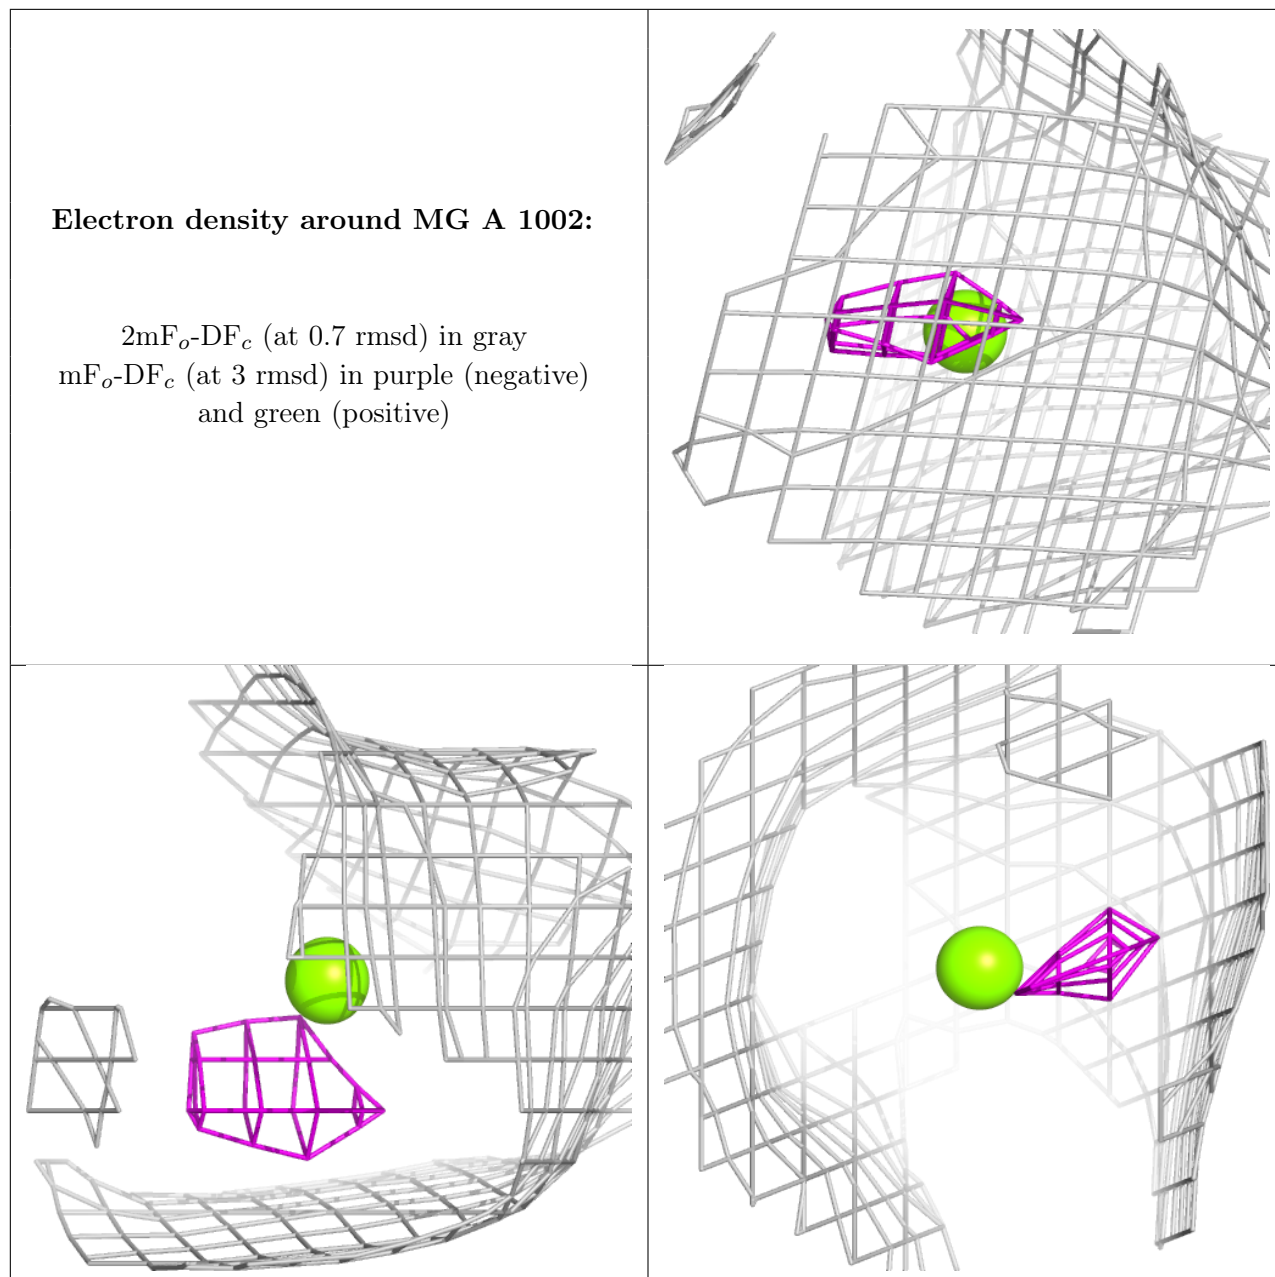 Electron density around MG A 1002:
2mFo-DFc (at 0.7 rmsd) in gray
mFo-DFc (at 3 rmsd) in purple (negative)
and green (positive)